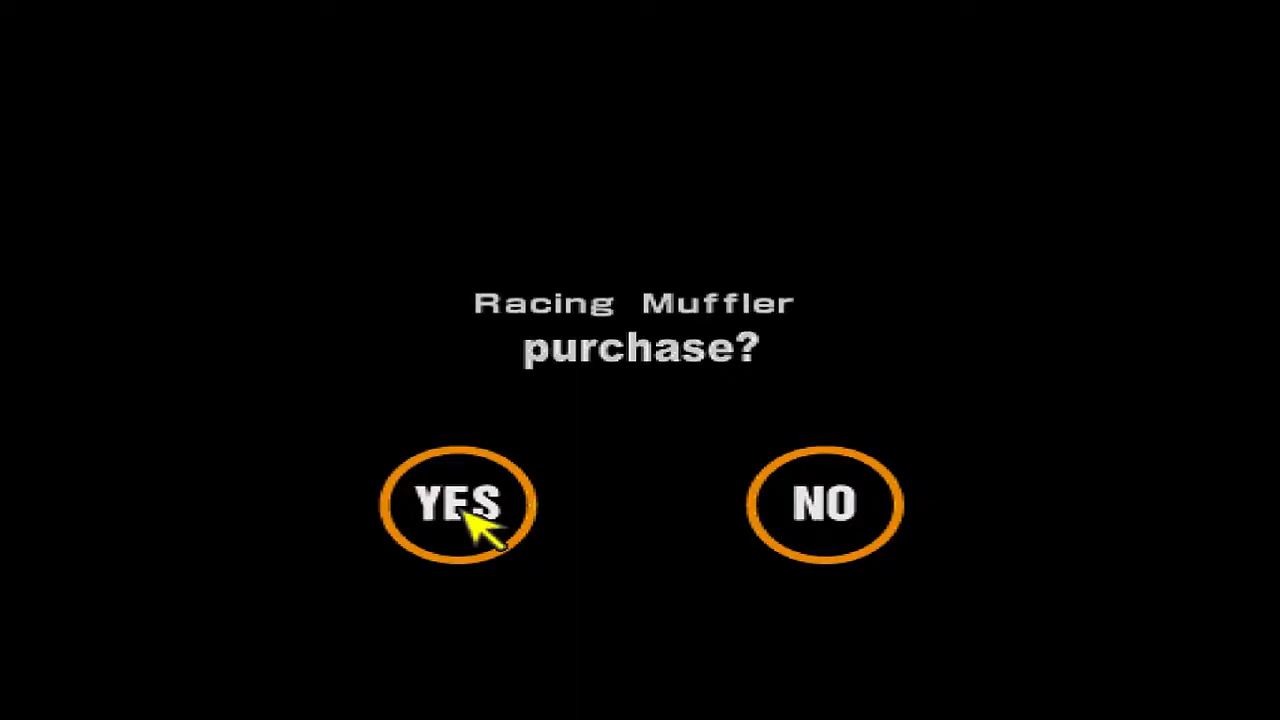 Racing Muffler
purchase?
YES NO